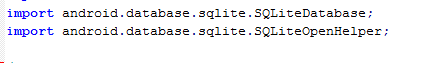 import android.database.sqlite.SQLiteDatabase;
import android.database.sqlite.SQLiteOpenHelper;